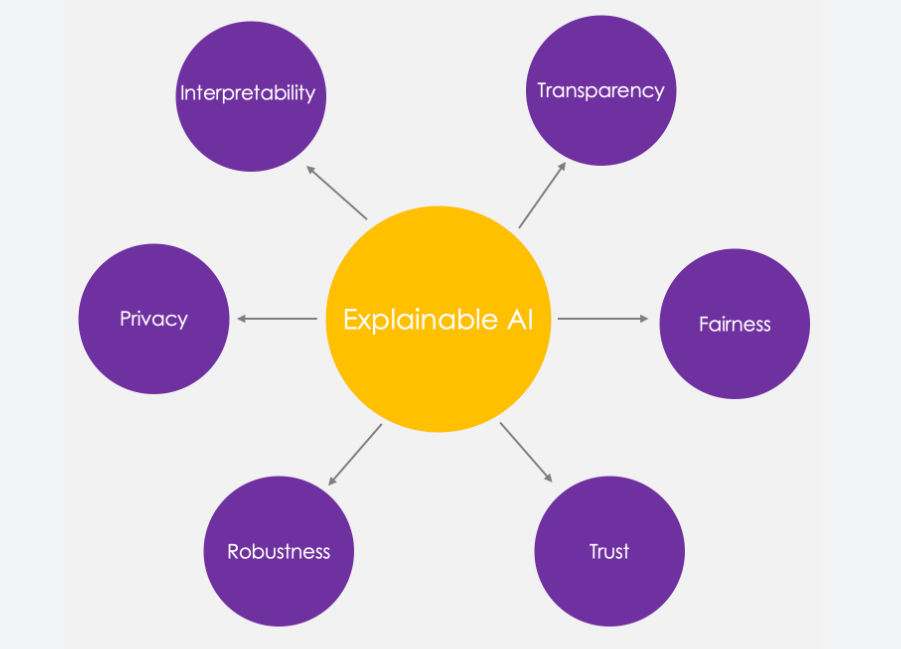 Interpretability
Transparency
Privacy
Explainable AI
Fairness
Robustness
Trust